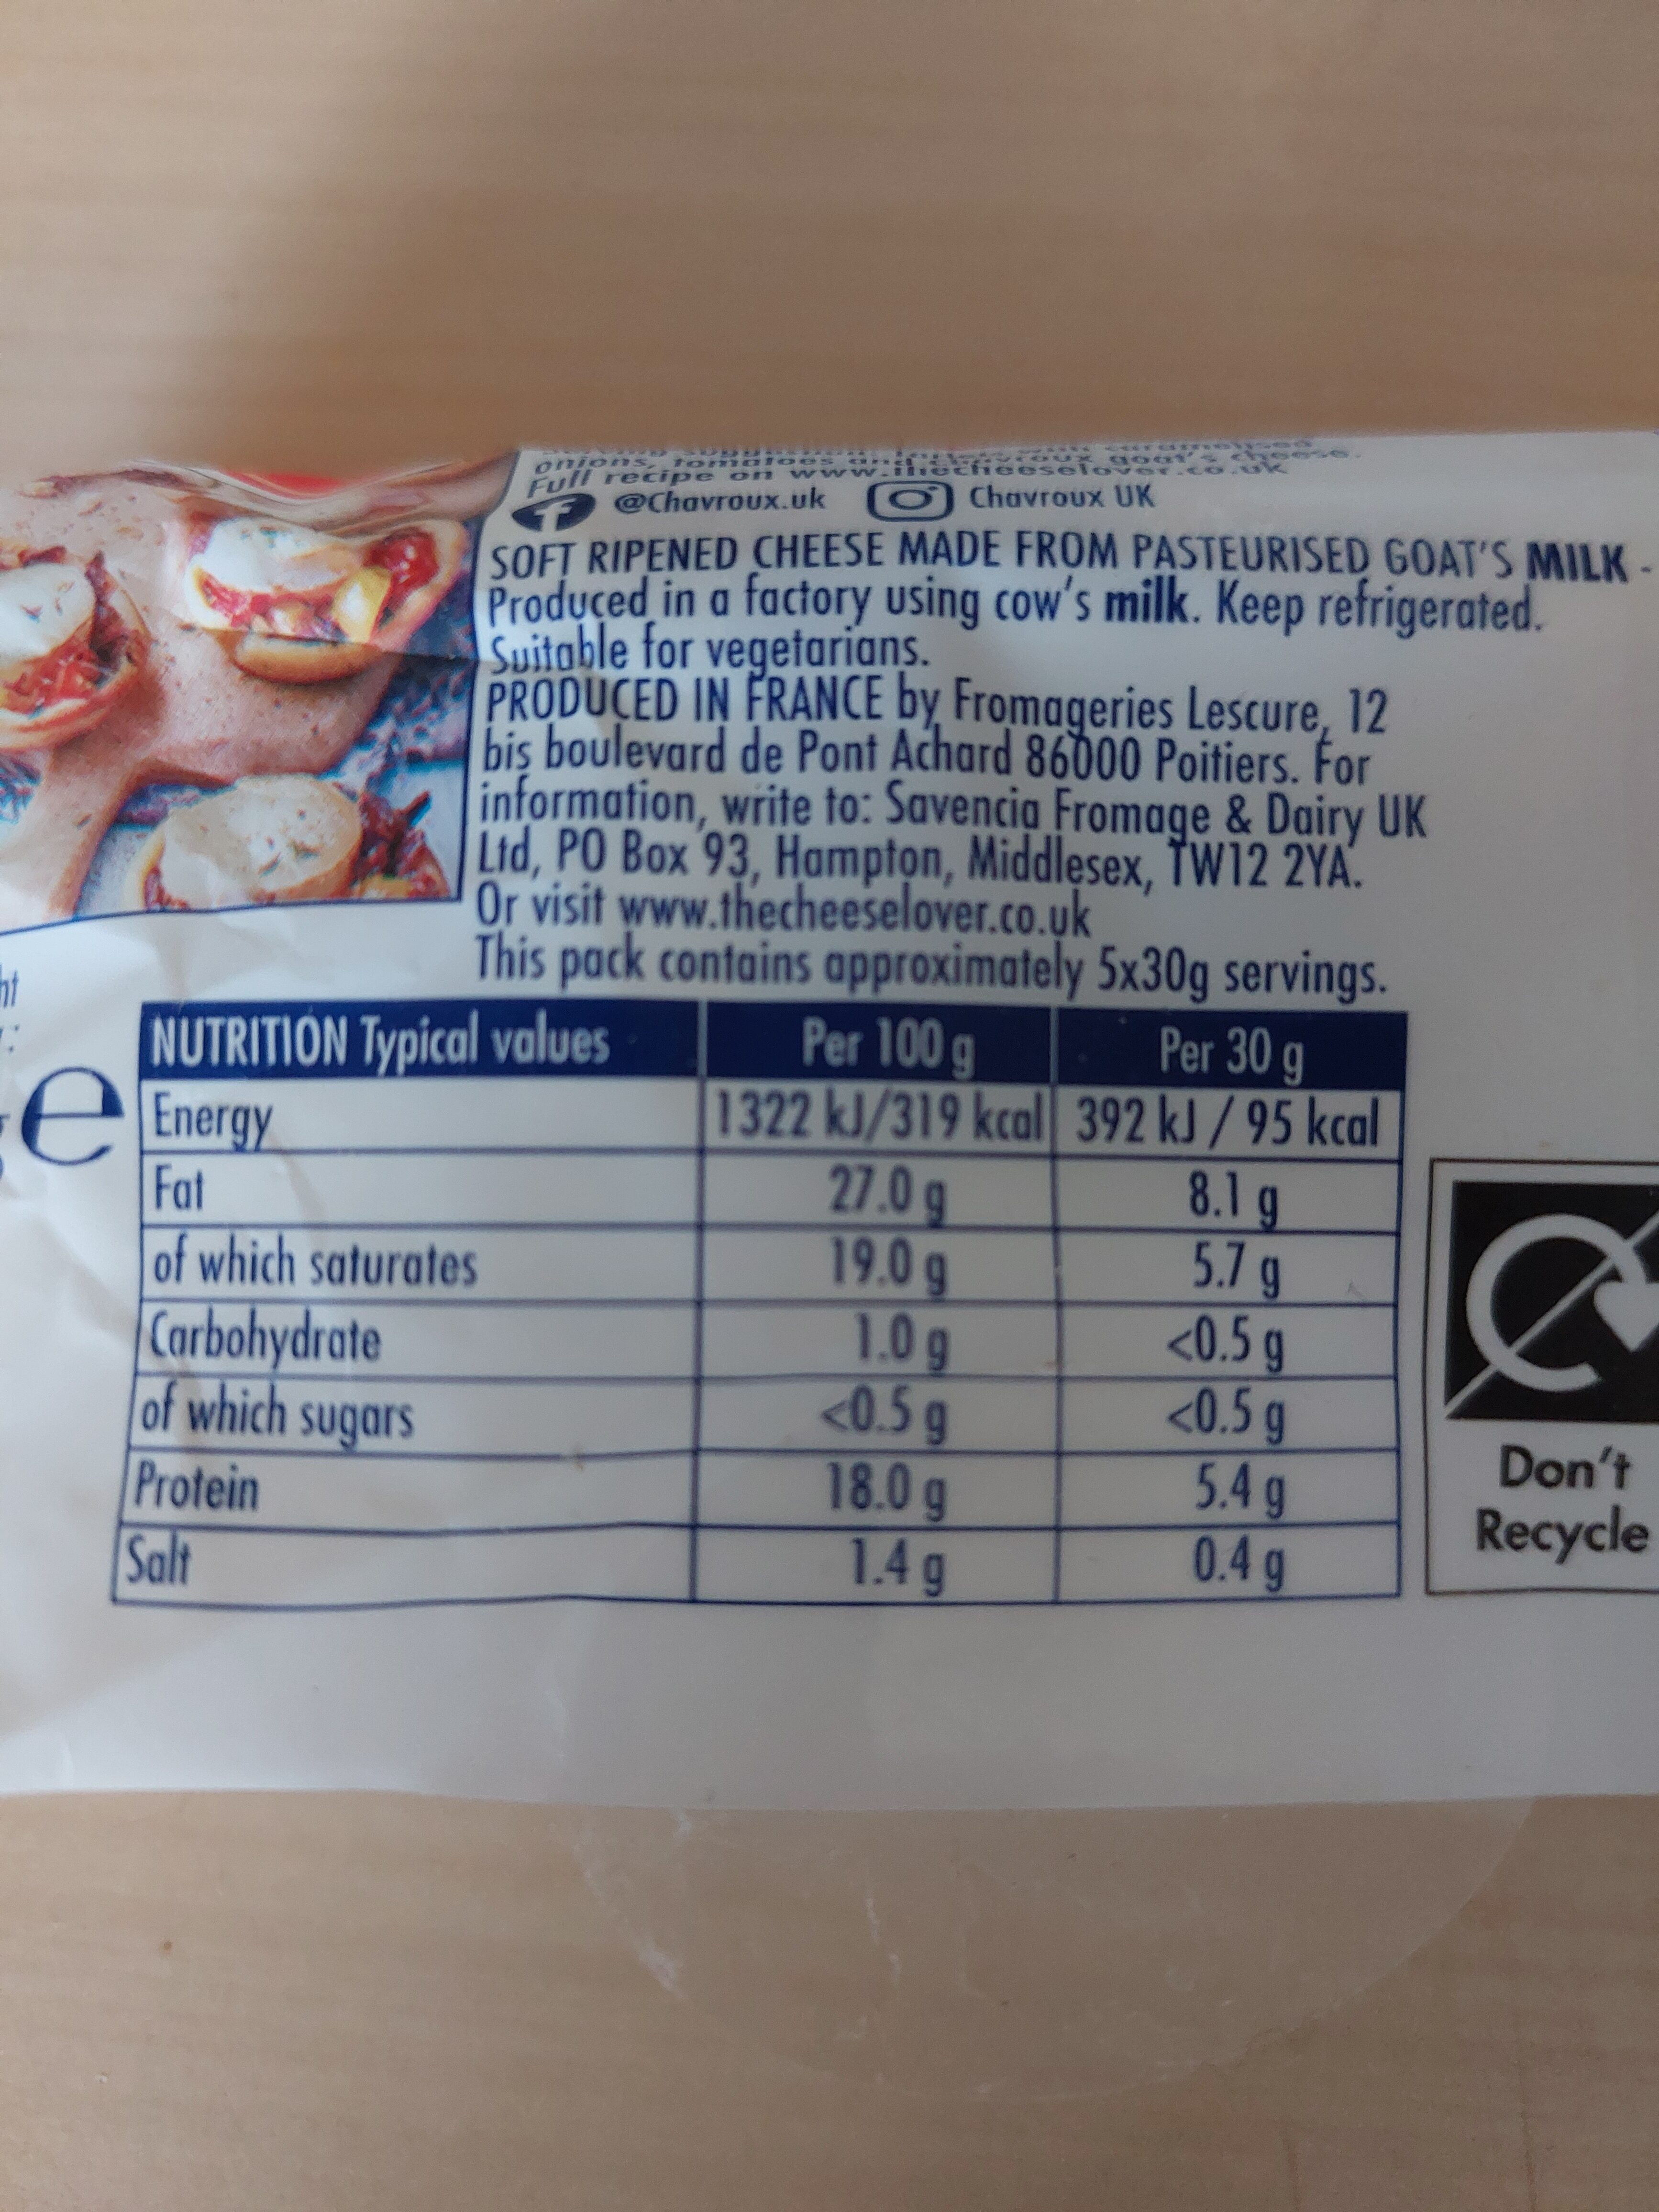 onions, tomatoes and Chavroux goat's cheese.
Full recipe on www.thecheeselover.co.uk
@Chavroux.uk Chavroux UK
SOFT RIPENED CHEESE MADE FROM PASTEURISED GOAT'S MILK -
Produced in a factory using cow's milk. Keep refrigerated.
Suitable for vegetarians.
PRODUCED IN FRANCE by Fromageries Lescure, 12
bis boulevard de Pont Achard 86000 Poitiers. For
information, write to: Savencia Fromage & Dairy UK
Ltd, PO Box 93, Hampton, Middlesex, TW12 2YA.
Or visit www.thecheeselover.co.uk
This pack contains approximately 5x30g servings.
NUTRITION Typical values Per 100 g Per 30 g
Energy 1322 kJ/319 kcal 392 kJ / 95 kcal
Fat 27.0 g 8.1 g
of which saturates 19.0 g 5.7 g
Carbohydrate 1.0 g <0.5 g
of which sugars <0.5 g <0.5 g
Protein 18.0 g 5.4 g
Salt 1.4 g 0.4 g
e
Don't
Recycle